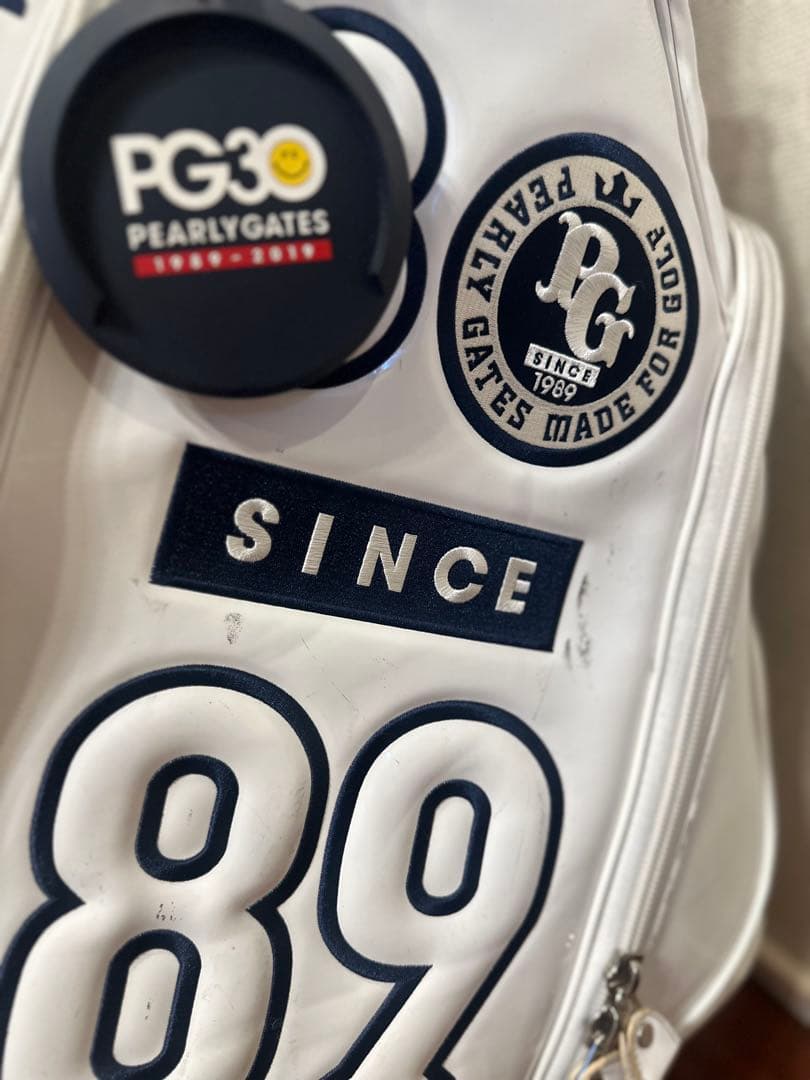 PG30
PEARLYGATES
1989-2019
PEARLY GATES MADE FOR GOLF
PG
SINCE
1989
SINCE
89